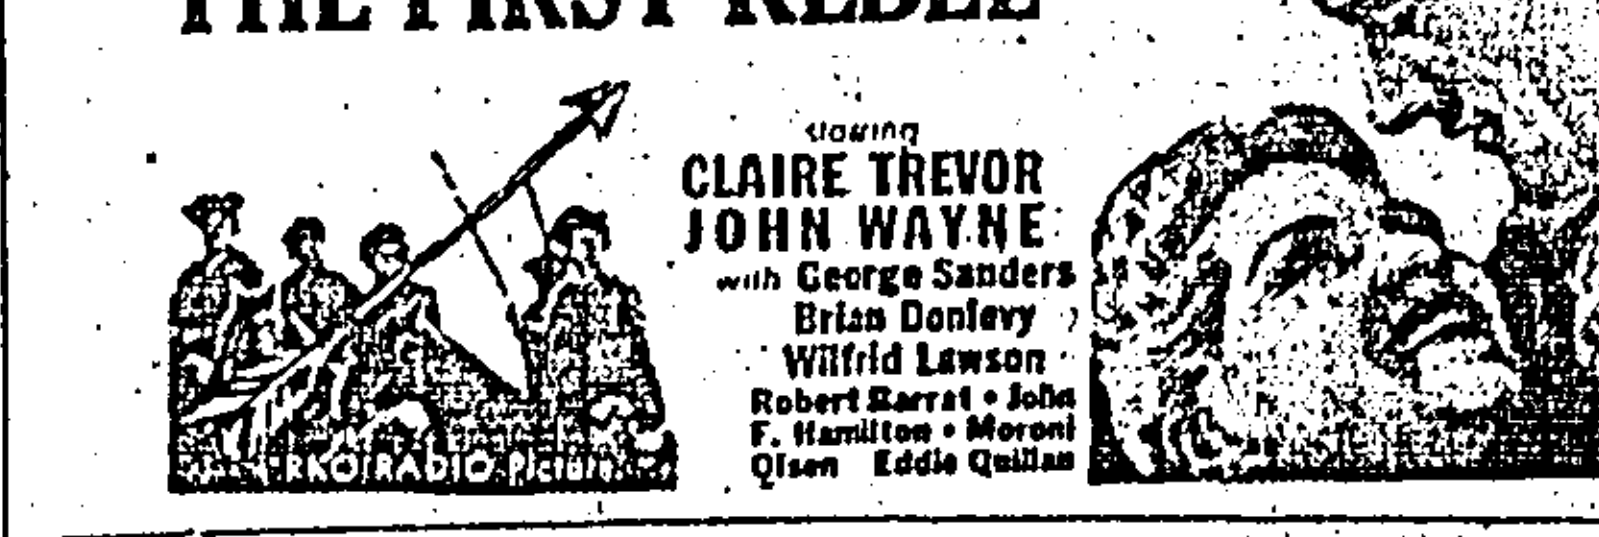 THE FIRST REBEL
starring
CLAIRE TREVOR
JOHN WAYNE
with George Sanders
Brian Donlevy
Wilfrid Lawson
Robert Barrat • John
F. Hamilton • Moroni
Olsen Eddie Quillan
RKO RADIO Picture